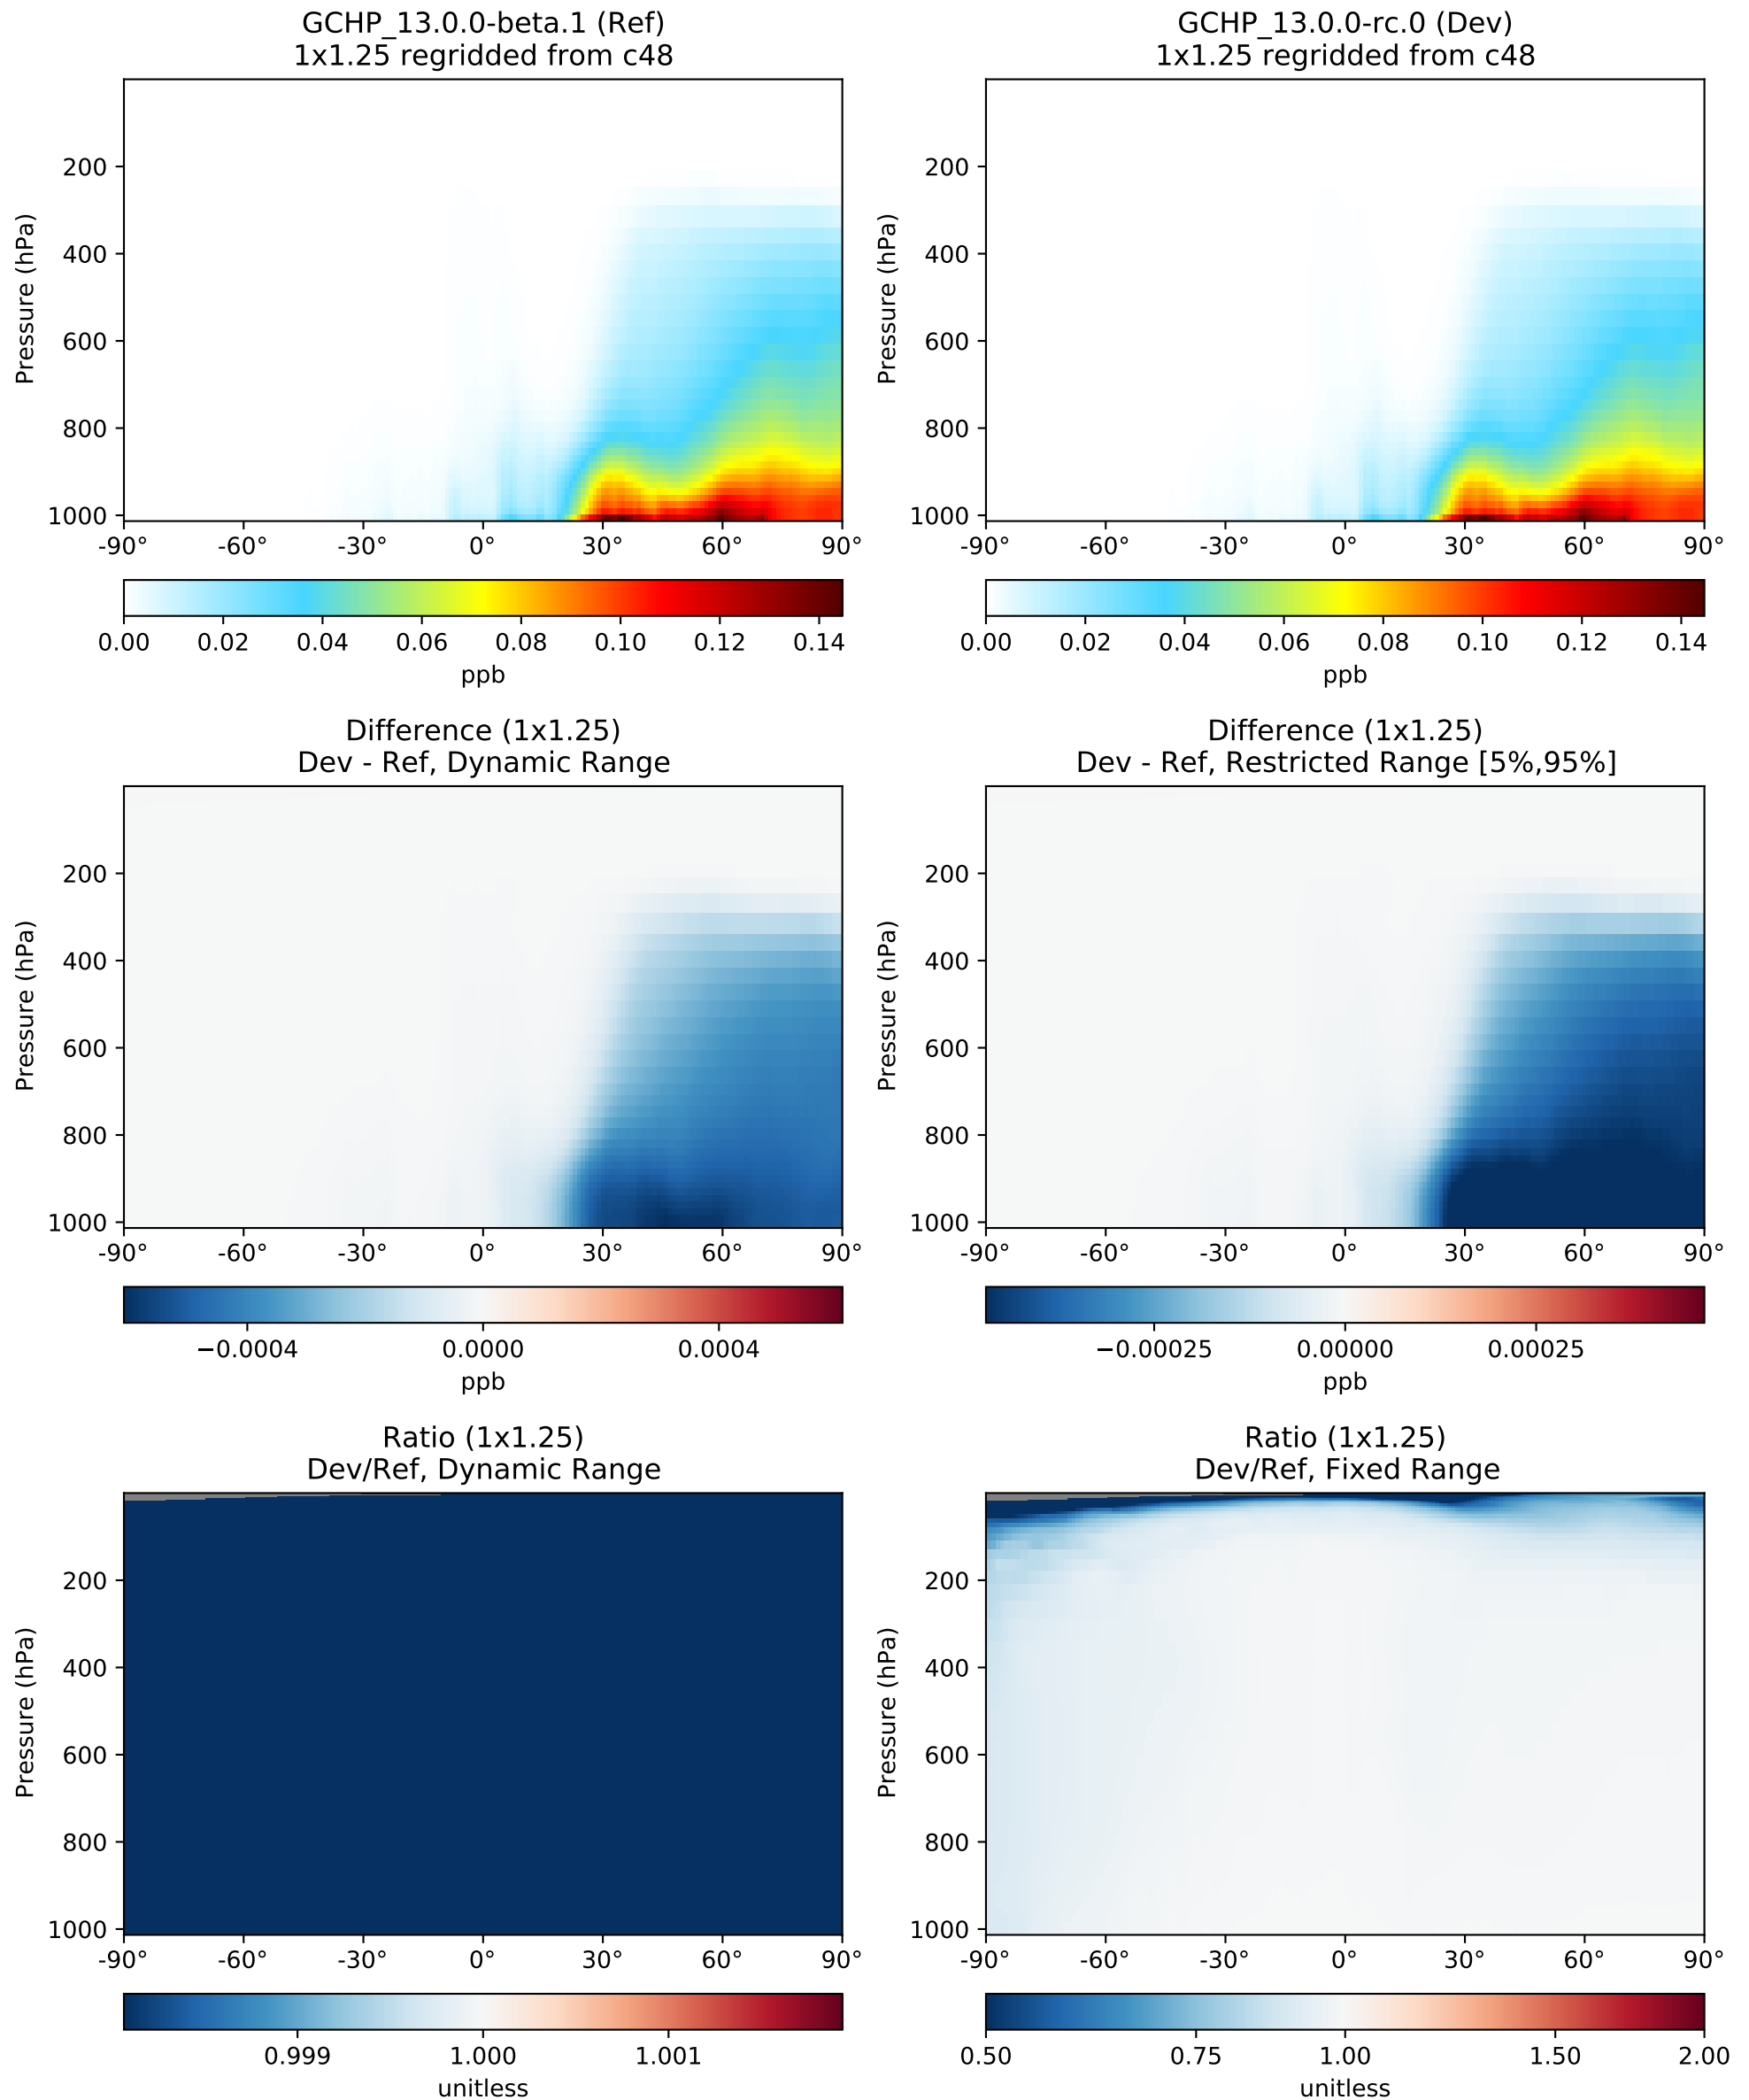 GCHP_13.0.0-beta.1 (Ref)
1x1.25 regridded from c48
GCHP_13.0.0-rc.0 (Dev)
1x1.25 regridded from c48
Pressure (hPa)
200
400
600
800
1000
-90° -60° -30° 0° 30° 60° 90°
0.00 0.02 0.04 0.06 0.08 0.10 0.12 0.14
ppb
Pressure (hPa)
200
400
600
800
1000
-90° -60° -30° 0° 30° 60° 90°
0.00 0.02 0.04 0.06 0.08 0.10 0.12 0.14
ppb
Difference (1x1.25)
Dev - Ref, Dynamic Range
Pressure (hPa)
200
400
600
800
1000
-90° -60° -30° 0° 30° 60° 90°
−0.0004 0.0000 0.0004
ppb
Difference (1x1.25)
Dev - Ref, Restricted Range [5%,95%]
Pressure (hPa)
200
400
600
800
1000
-90° -60° -30° 0° 30° 60° 90°
−0.00025 0.00000 0.00025
ppb
Ratio (1x1.25)
Dev/Ref, Dynamic Range
Pressure (hPa)
200
400
600
800
1000
-90° -60° -30° 0° 30° 60° 90°
0.999 1.000 1.001
unitless
Ratio (1x1.25)
Dev/Ref, Fixed Range
Pressure (hPa)
200
400
600
800
1000
-90° -60° -30° 0° 30° 60° 90°
0.50 0.75 1.00 1.50 2.00
unitless